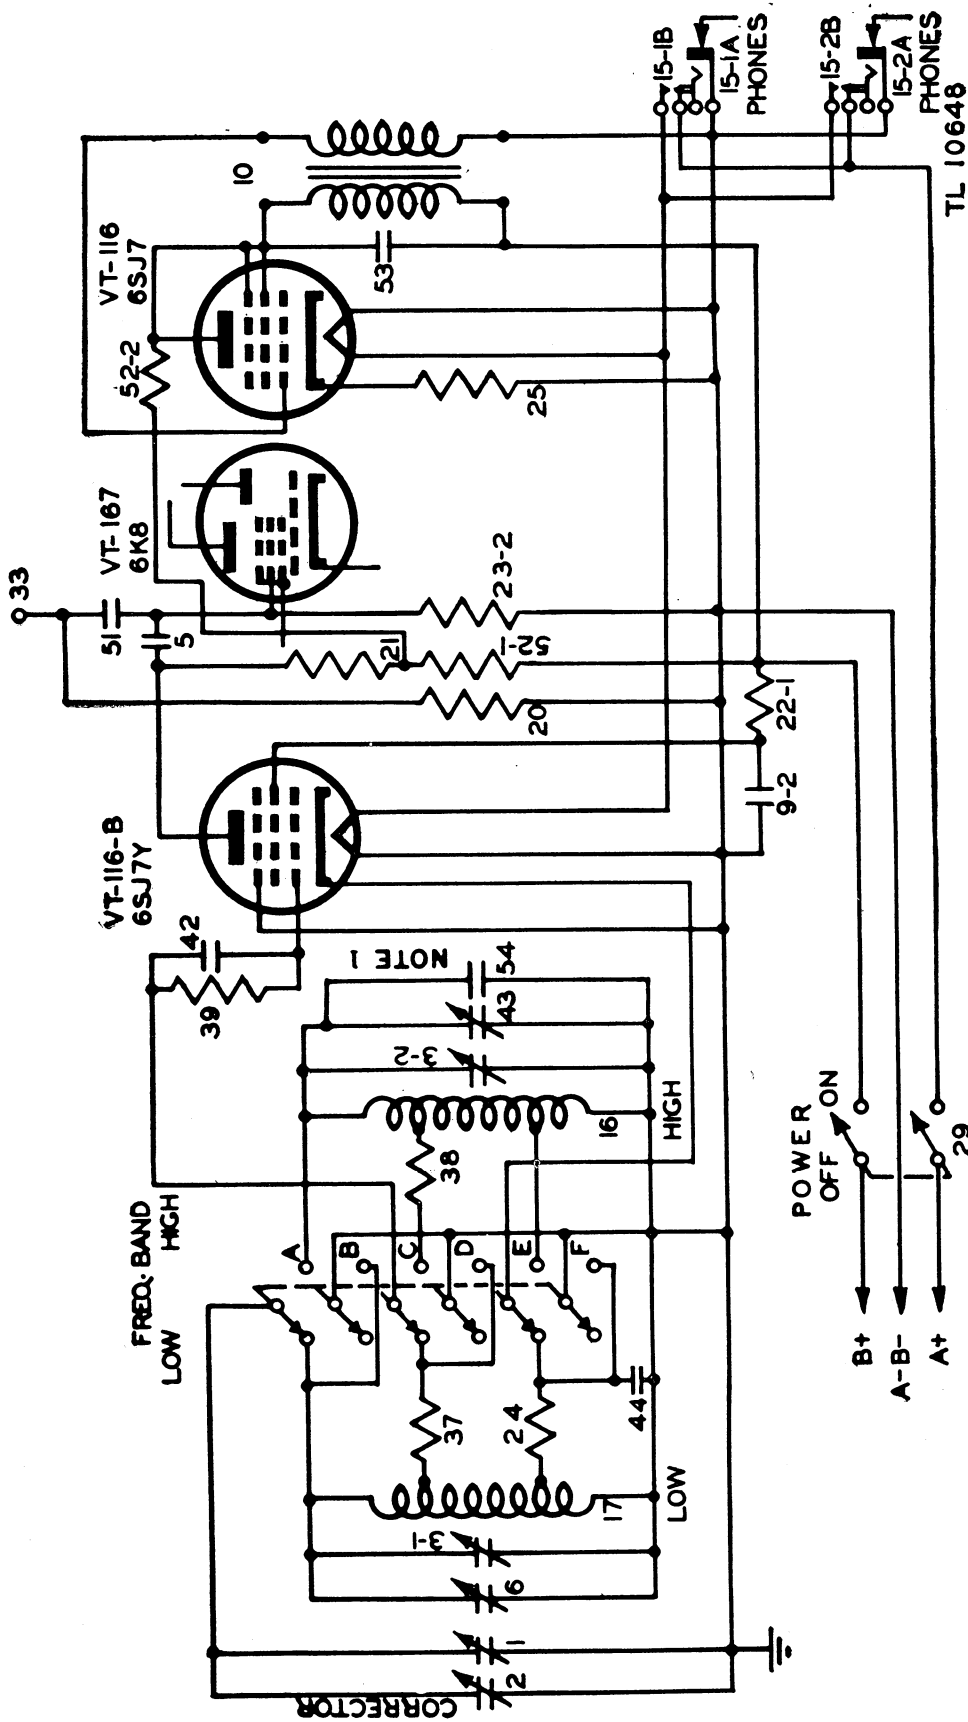 CORRECTOR
2
1
6
3-1
17
LOW
37
24
44
FREQ. BAND
LOW HIGH
A
B
C
D
E
F
38
16
HIGH
3-2
43
54
NOTE 1
39
42
VT-116-B
6SJ7Y
33
51
5
20
21
52-1
23-2
22-1
9-2
VT-167
6K8
52-2
VT-116
6SJ7
25
53
10
15-1B
15-1A
PHONES
15-2B
15-2A
PHONES
POWER
OFF ON
29
B+
A-B-
A+
TL 10648